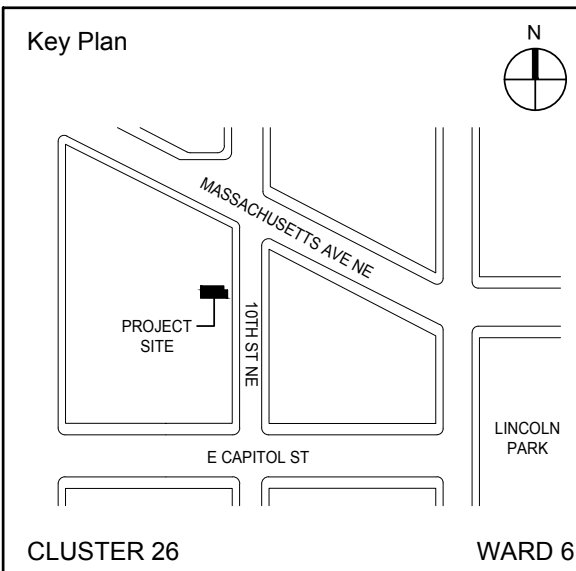 Key Plan
N
MASSACHUSETTS AVE NE
PROJECT
SITE
10TH ST NE
LINCOLN
PARK
E CAPITOL ST
CLUSTER 26
WARD 6